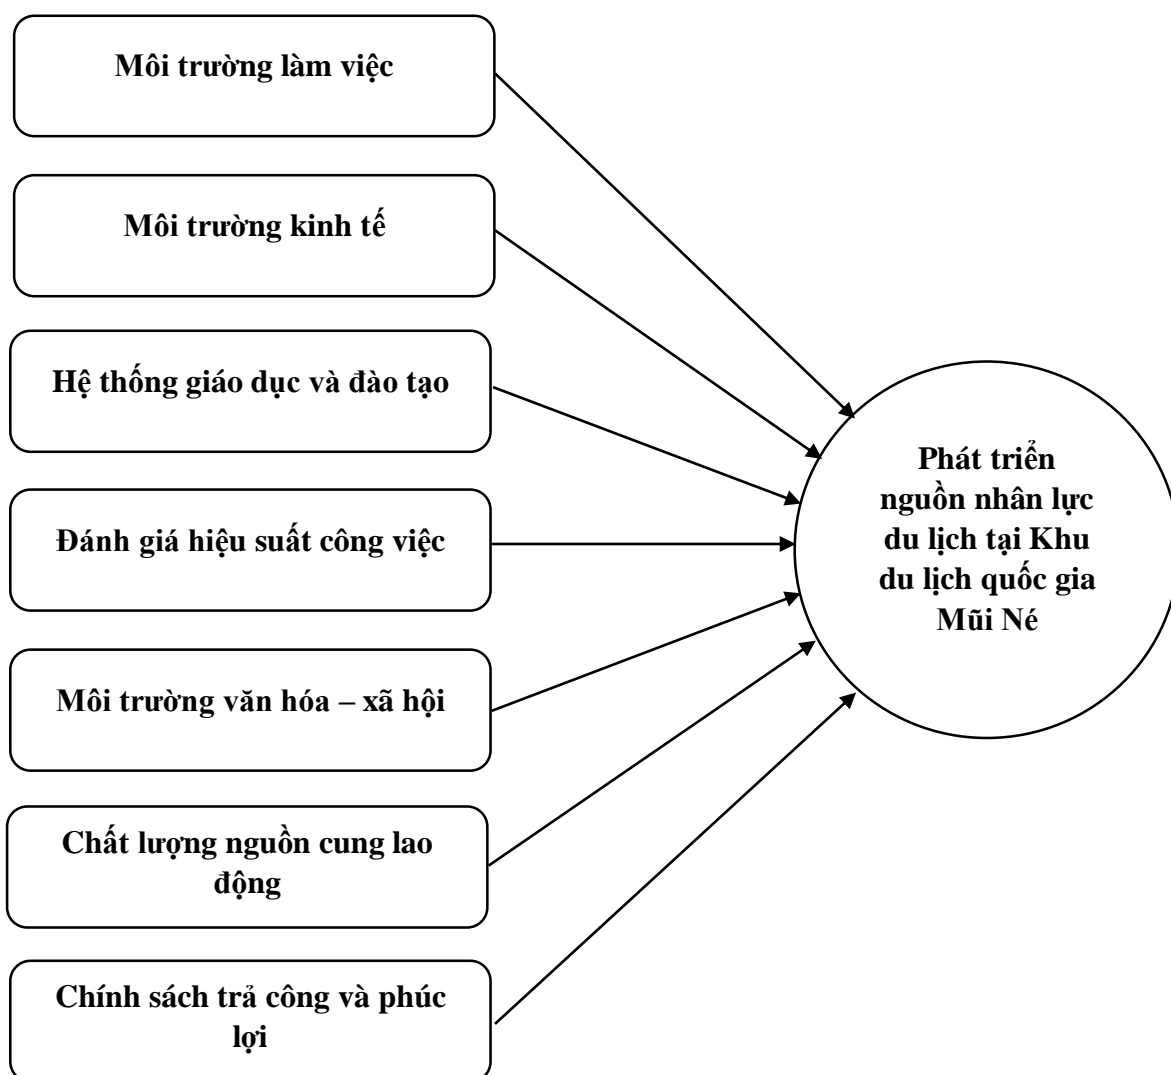 Môi trường làm việc
Môi trường kinh tế
Hệ thống giáo dục và đào tạo
Đánh giá hiệu suất công việc
Môi trường văn hóa – xã hội
Chất lượng nguồn cung lao
động
Chính sách trả công và phúc
lợi
Phát triển
nguồn nhân lực
du lịch tại Khu
du lịch quốc gia
Mũi Né